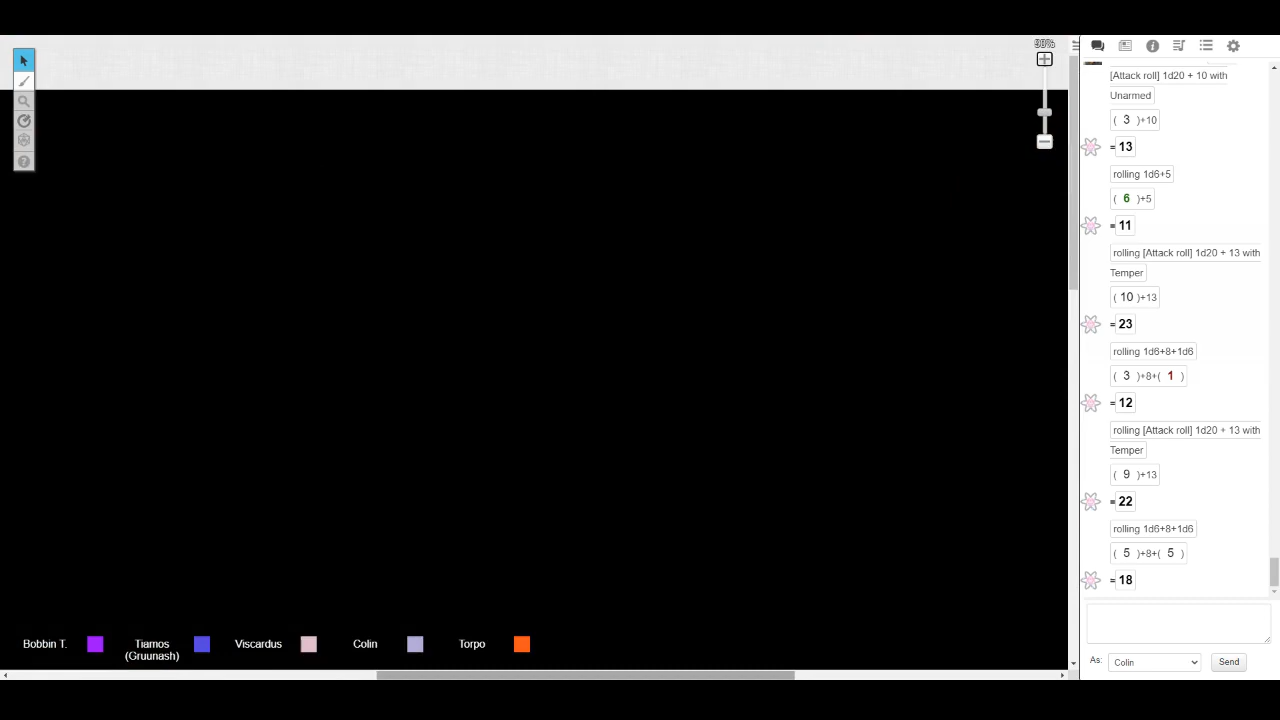 98%
[Attack roll] 1d20 + 10 with
Unarmed
( 3 )+10
= 13
rolling 1d6+5
( 6 )+5
= 11
rolling [Attack roll] 1d20 + 13 with
Temper
( 10 )+13
= 23
rolling 1d6+8+1d6
( 3 )+8+( 1 )
= 12
rolling [Attack roll] 1d20 + 13 with
Temper
( 9 )+13
= 22
rolling 1d6+8+1d6
( 5 )+8+( 5 )
= 18
Bobbin T.
Tiamos
(Gruunash)
Viscardus
Colin
Torpo
As:
Colin
Send